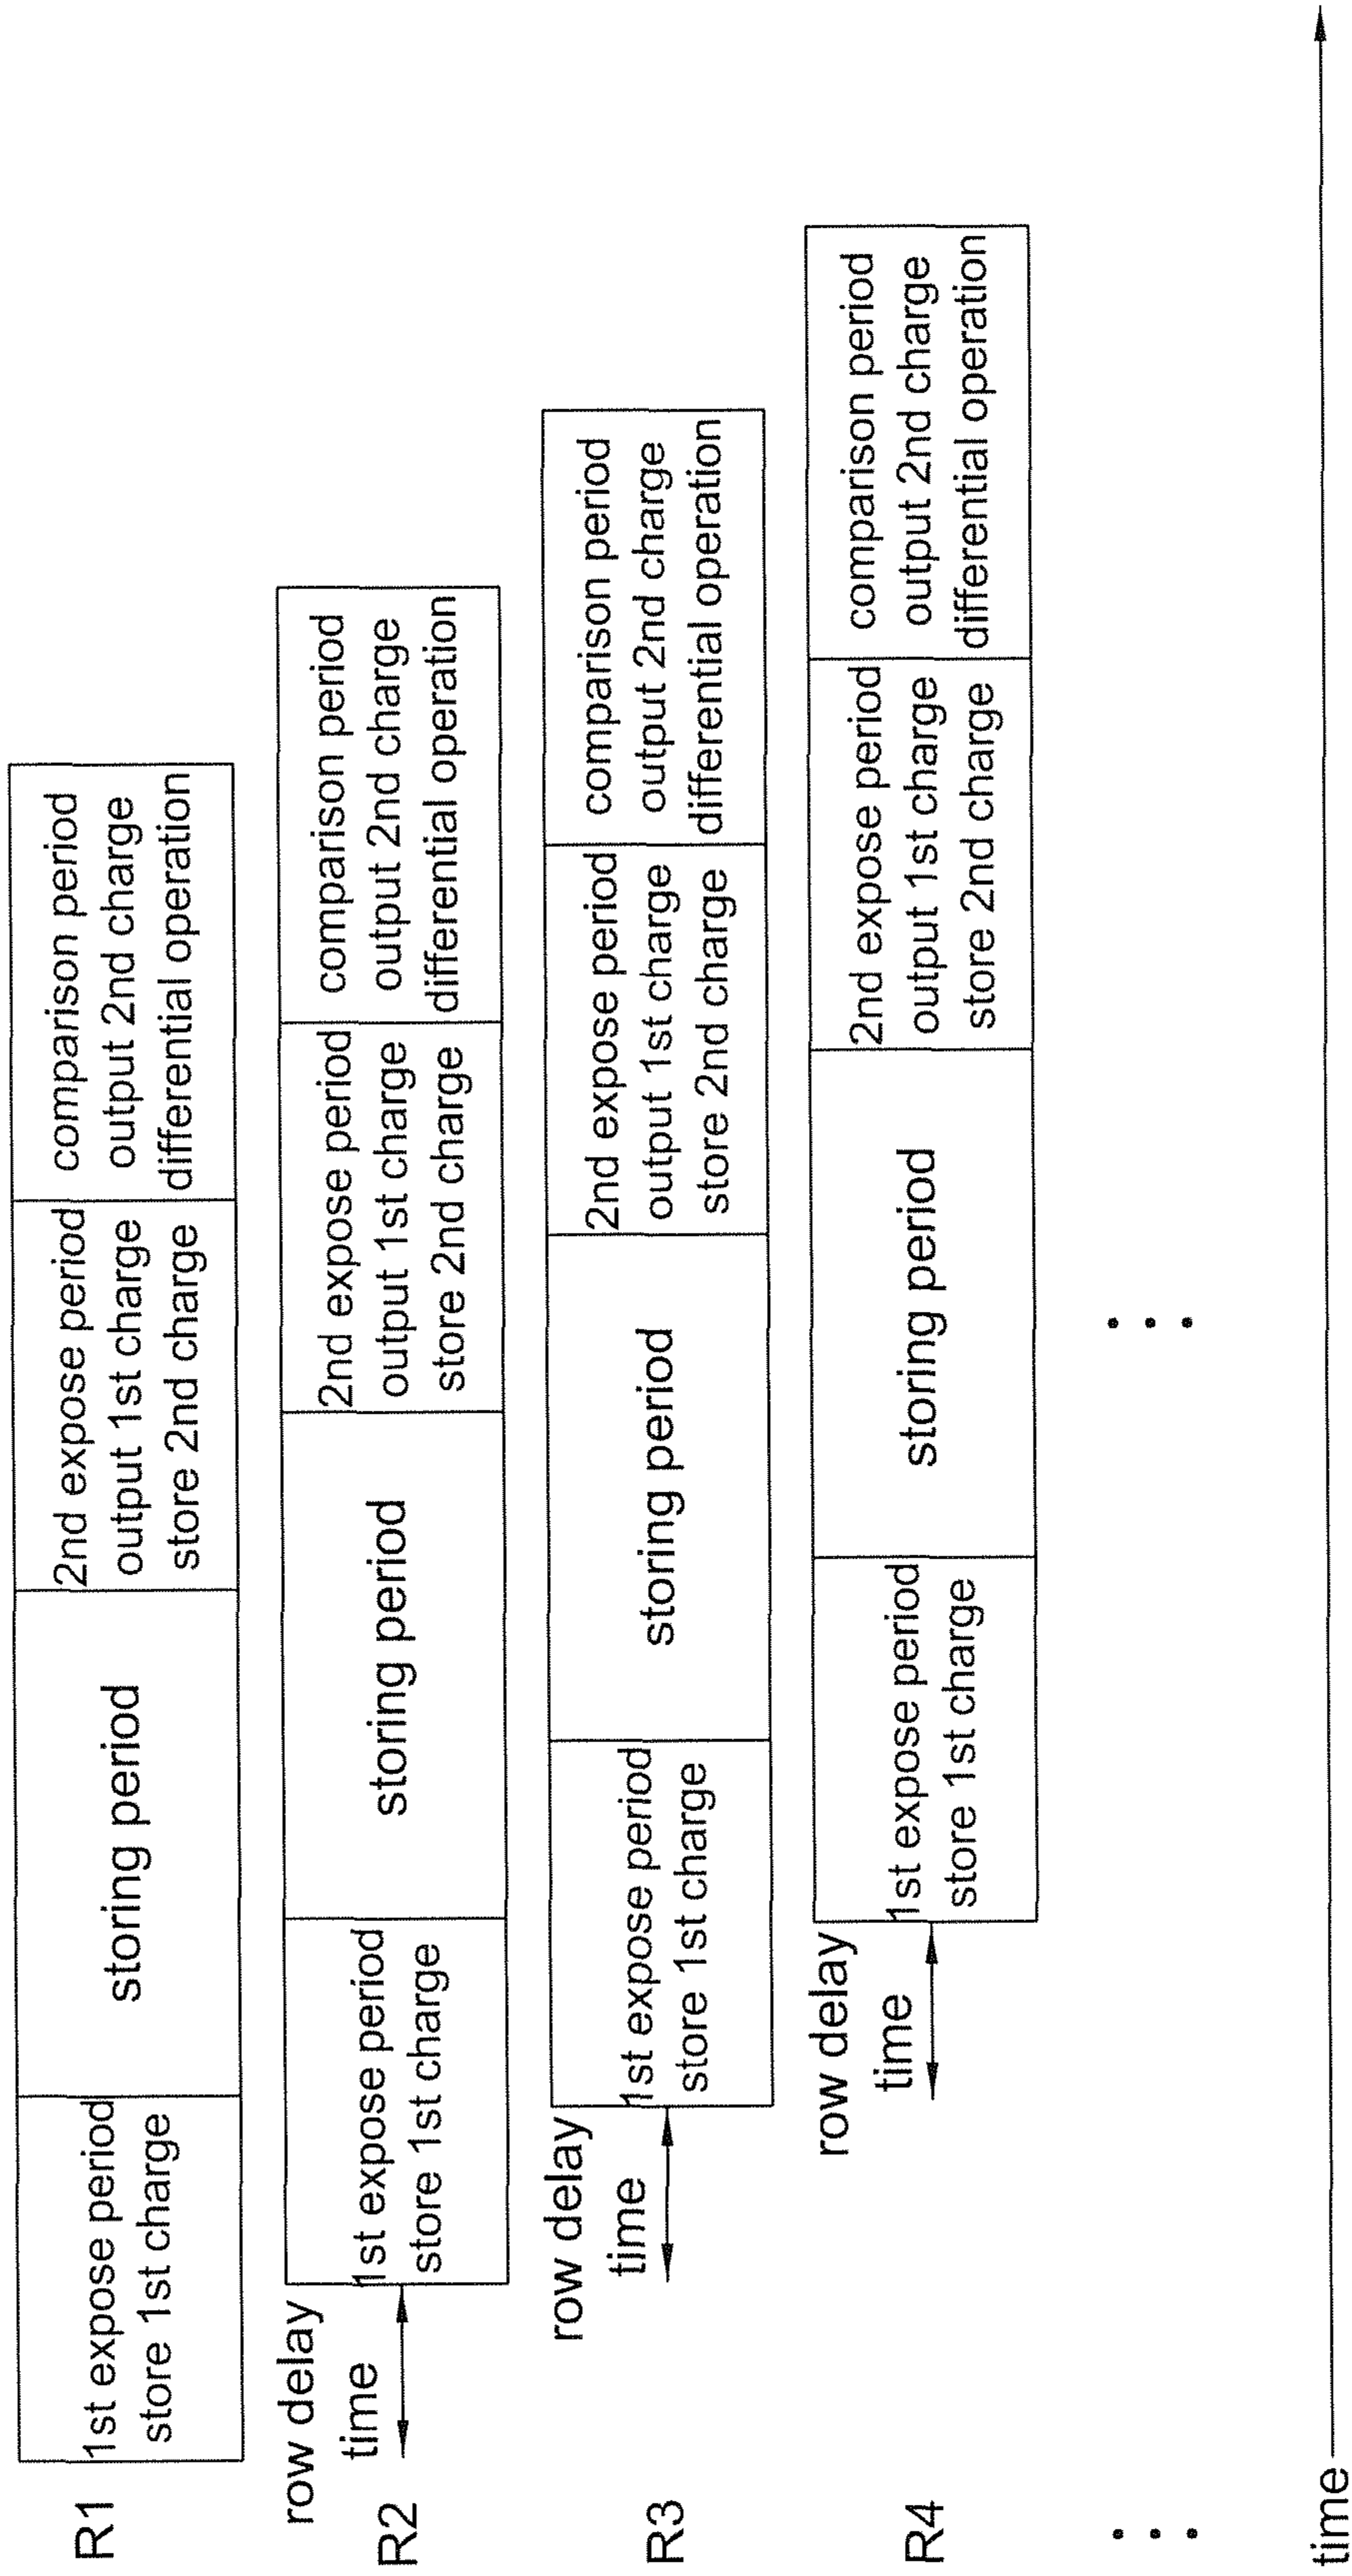 R1
1st expose period
store 1st charge
storing period
2nd expose period
output 1st charge
store 2nd charge
comparison period
output 2nd charge
differential operation
R2
row delay
time
1st expose period
store 1st charge
storing period
2nd expose period
output 1st charge
store 2nd charge
comparison period
output 2nd charge
differential operation
R3
row delay
time
1st expose period
store 1st charge
storing period
2nd expose period
output 1st charge
store 2nd charge
comparison period
output 2nd charge
differential operation
R4
row delay
time
1st expose period
store 1st charge
storing period
2nd expose period
output 1st charge
store 2nd charge
comparison period
output 2nd charge
differential operation
time